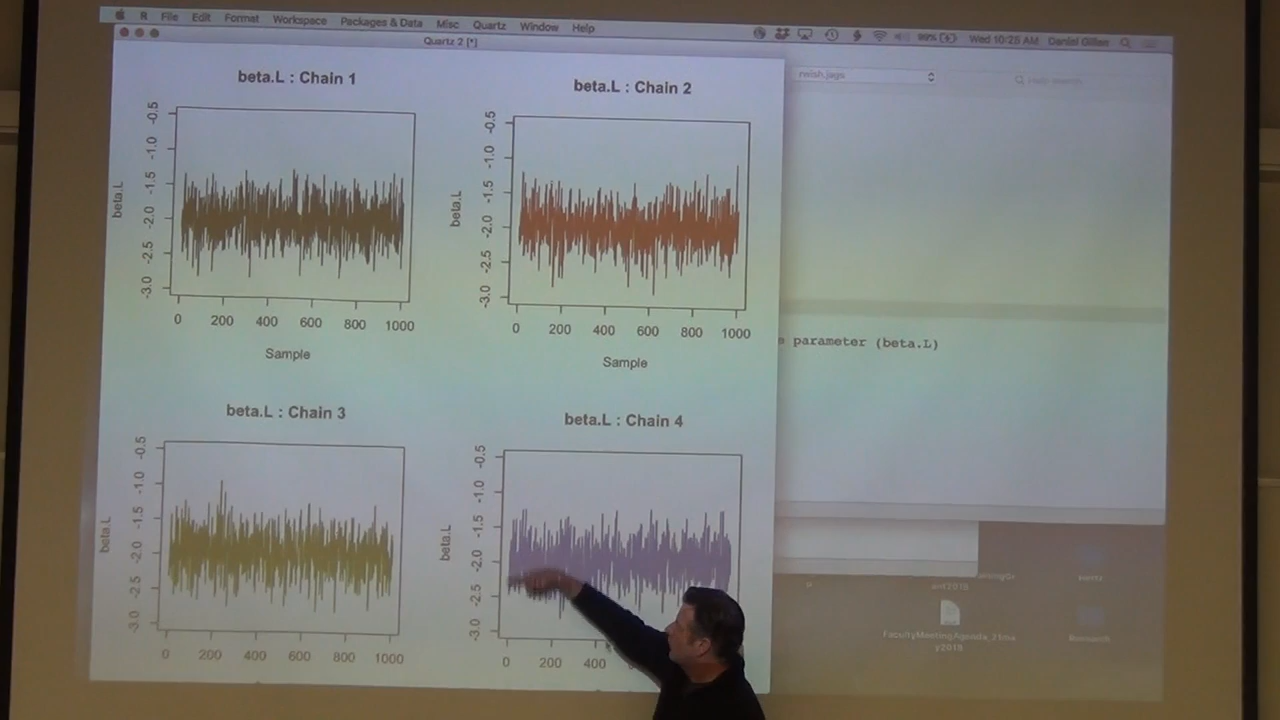 R File Edit Format Workspace Packages & Data Misc Quartz Window Help 99% Wed 10:25 AM Daniel Gillen
Quartz 2 [*]
beta.L : Chain 1
beta.L
-0.5
-1.0
-1.5
-2.0
-2.5
-3.0
0 200 400 600 800 1000
Sample
beta.L : Chain 2
beta.L
-0.5
-1.0
-1.5
-2.0
-2.5
-3.0
0 200 400 600 800 1000
Sample
parameter (beta.L)
beta.L : Chain 3
beta.L
-0.5
-1.0
-1.5
-2.0
-2.5
-3.0
0 200 400 600 800 1000
beta.L : Chain 4
beta.L
-0.5
-1.0
-1.5
-2.0
-2.5
-3.0
0 200 400
FacultyMeetingAgenda_21ma
y2019